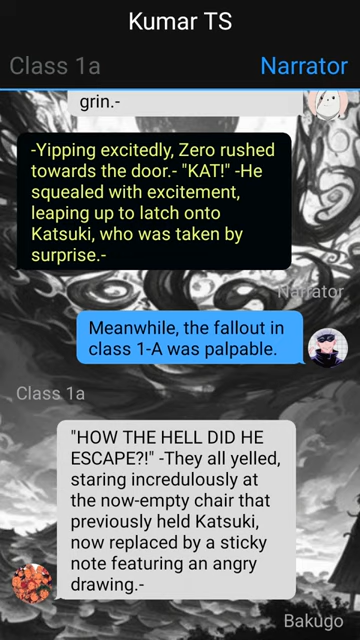 Kumar TS
Class 1a
Narrator
grin.-
-Yipping excitedly, Zero rushed
towards the door.- "KAT!" -He
squealed with excitement,
leaping up to latch onto
Katsuki, who was taken by
surprise.-
Narrator
Meanwhile, the fallout in
class 1-A was palpable.
Class 1a
"HOW THE HELL DID HE
ESCAPE?!" -They all yelled,
staring incredulously at
the now-empty chair that
previously held Katsuki,
now replaced by a sticky
note featuring an angry
drawing.-
Bakugo